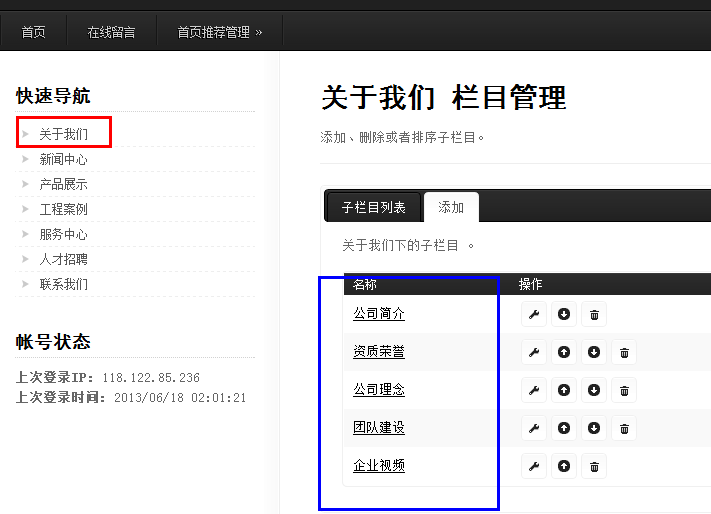 首页 在线留言 首页推荐管理 »
快速导航
关于我们
新闻中心
产品展示
工程案例
服务中心
人才招聘
联系我们
帐号状态
上次登录IP: 118.122.85.236
上次登录时间: 2013/06/18 02:01:21
关于我们 栏目管理
添加、删除或者排序子栏目。
子栏目列表 添加
关于我们下的子栏目 。
名称 操作
公司简介
资质荣誉
公司理念
团队建设
企业视频